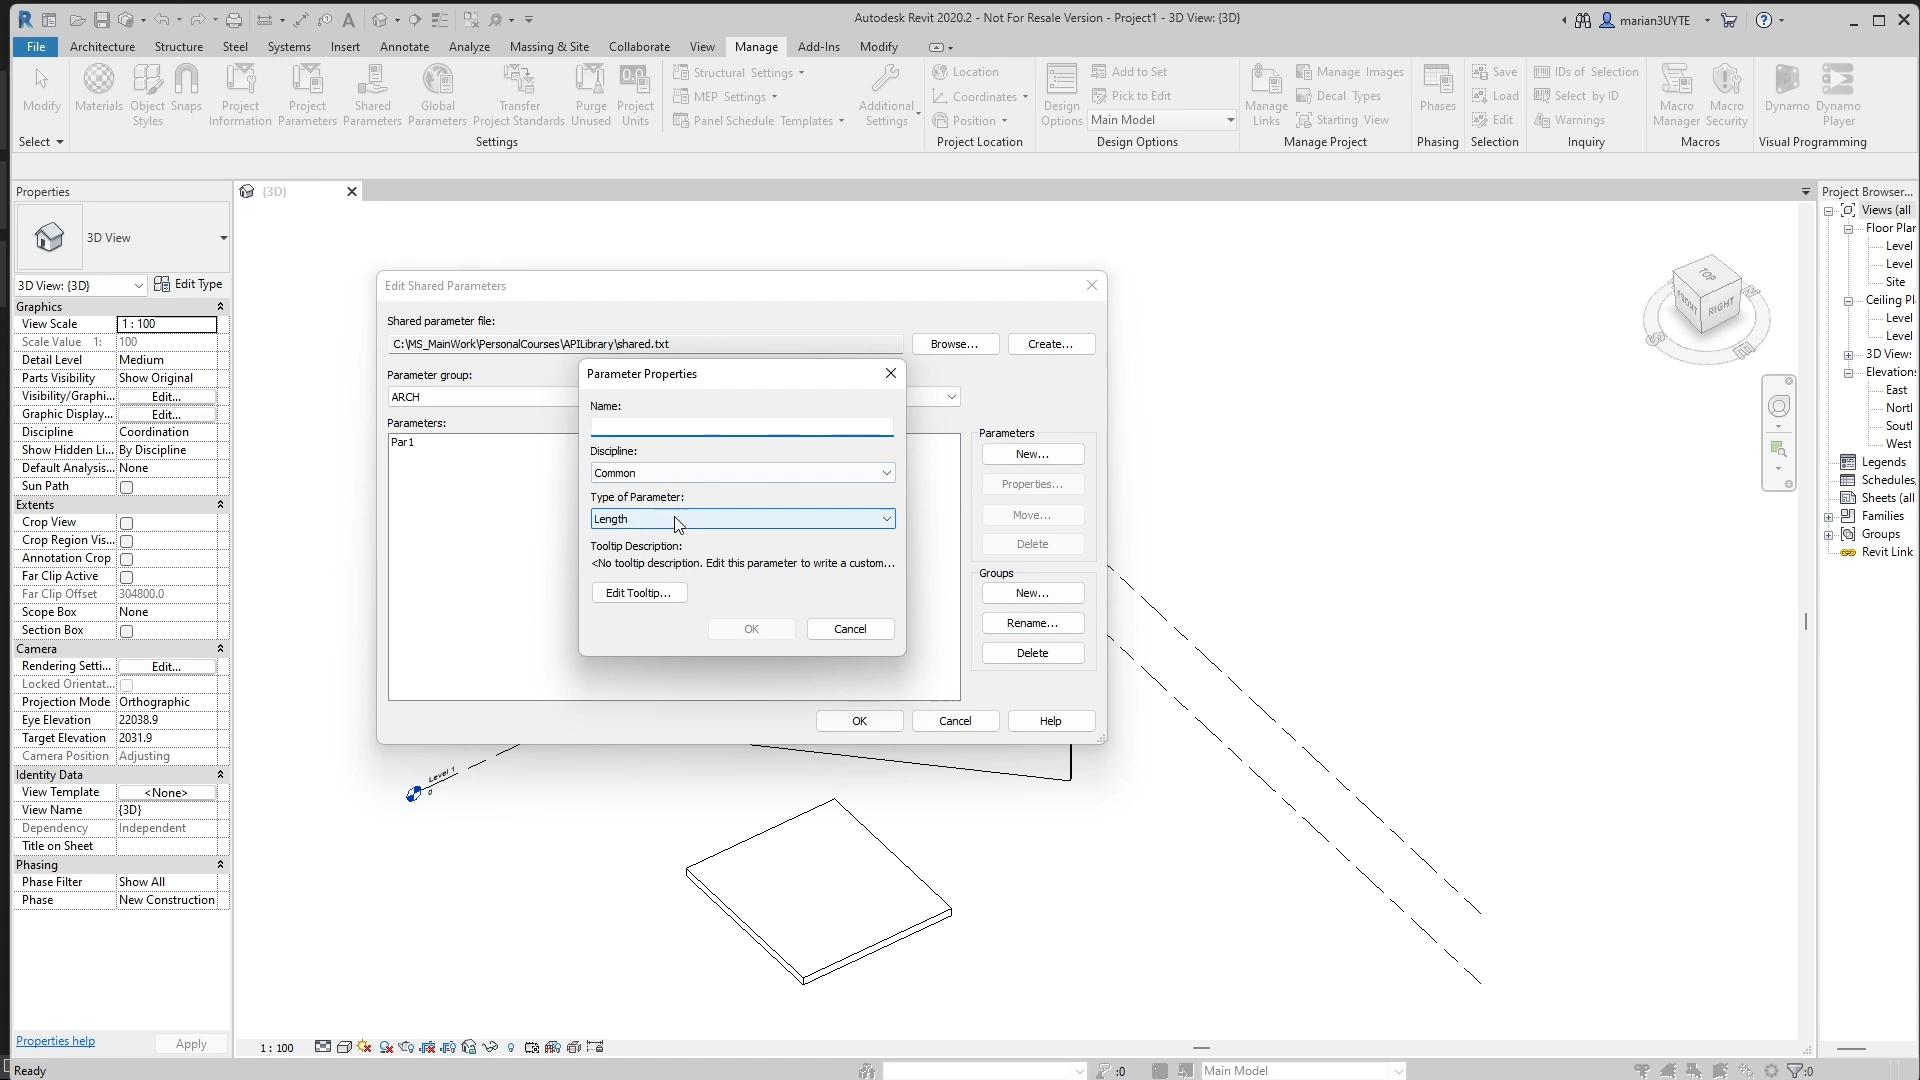 Autodesk Revit 2020.2 - Not For Resale Version - Project1 - 3D View: {3D}
marian3UYTE
File Architecture Structure Steel Systems Insert Annotate Analyze Massing & Site Collaborate View Manage Add-Ins Modify
Modify
Materials
Object Styles
Snaps
Project Information
Project Parameters
Shared Parameters
Global Parameters
Transfer Project Standards
Purge Unused
Project Units
Structural Settings
MEP Settings
Panel Schedule Templates
Additional Settings
Location
Coordinates
Position
Design Options
Add to Set
Pick to Edit
Main Model
Manage Links
Manage Images
Decal Types
Starting View
Phases
Save
Load
Edit
IDs of Selection
Select by ID
Warnings
Macro Manager
Macro Security
Dynamo
Dynamo Player
Select
Settings
Project Location
Design Options
Manage Project
Phasing
Selection
Inquiry
Macros
Visual Programming
Properties
3D View
3D View: {3D}
Edit Type
Graphics
View Scale 1 : 100
Scale Value 1: 100
Detail Level Medium
Parts Visibility Show Original
Visibility/Graphi... Edit...
Graphic Display... Edit...
Discipline Coordination
Show Hidden Li... By Discipline
Default Analysis... None
Sun Path
Extents
Crop View
Crop Region Vis...
Annotation Crop
Far Clip Active
Far Clip Offset 304800.0
Scope Box None
Section Box
Camera
Rendering Setti... Edit...
Locked Orientat...
Projection Mode Orthographic
Eye Elevation 22038.9
Target Elevation 2031.9
Camera Position Adjusting
Identity Data
View Template <None>
View Name {3D}
Dependency Independent
Title on Sheet
Phasing
Phase Filter Show All
Phase New Construction
Properties help
Apply
{3D}
Edit Shared Parameters
Shared parameter file:
C:\MS_MainWork\PersonalCourses\APILibrary\shared.txt
Browse...
Create...
Parameter group:
ARCH
Parameters:
Par1
Parameters
New...
Properties...
Move...
Delete
Groups
New...
Rename...
Delete
OK
Cancel
Help
Parameter Properties
Name:
Discipline:
Common
Type of Parameter:
Length
Tooltip Description:
<No tooltip description. Edit this parameter to write a custom...
Edit Tooltip...
OK
Cancel
Level 1
0
TOP
FRONT
RIGHT
S
E
Project Browser...
Views (all
Floor Plan
Level
Level
Site
Ceiling Pl
Level
Level
3D Views
Elevations
East
North
South
West
Legends
Schedules,
Sheets (all
Families
Groups
Revit Link
1 : 100
Ready
:0
Main Model
:0